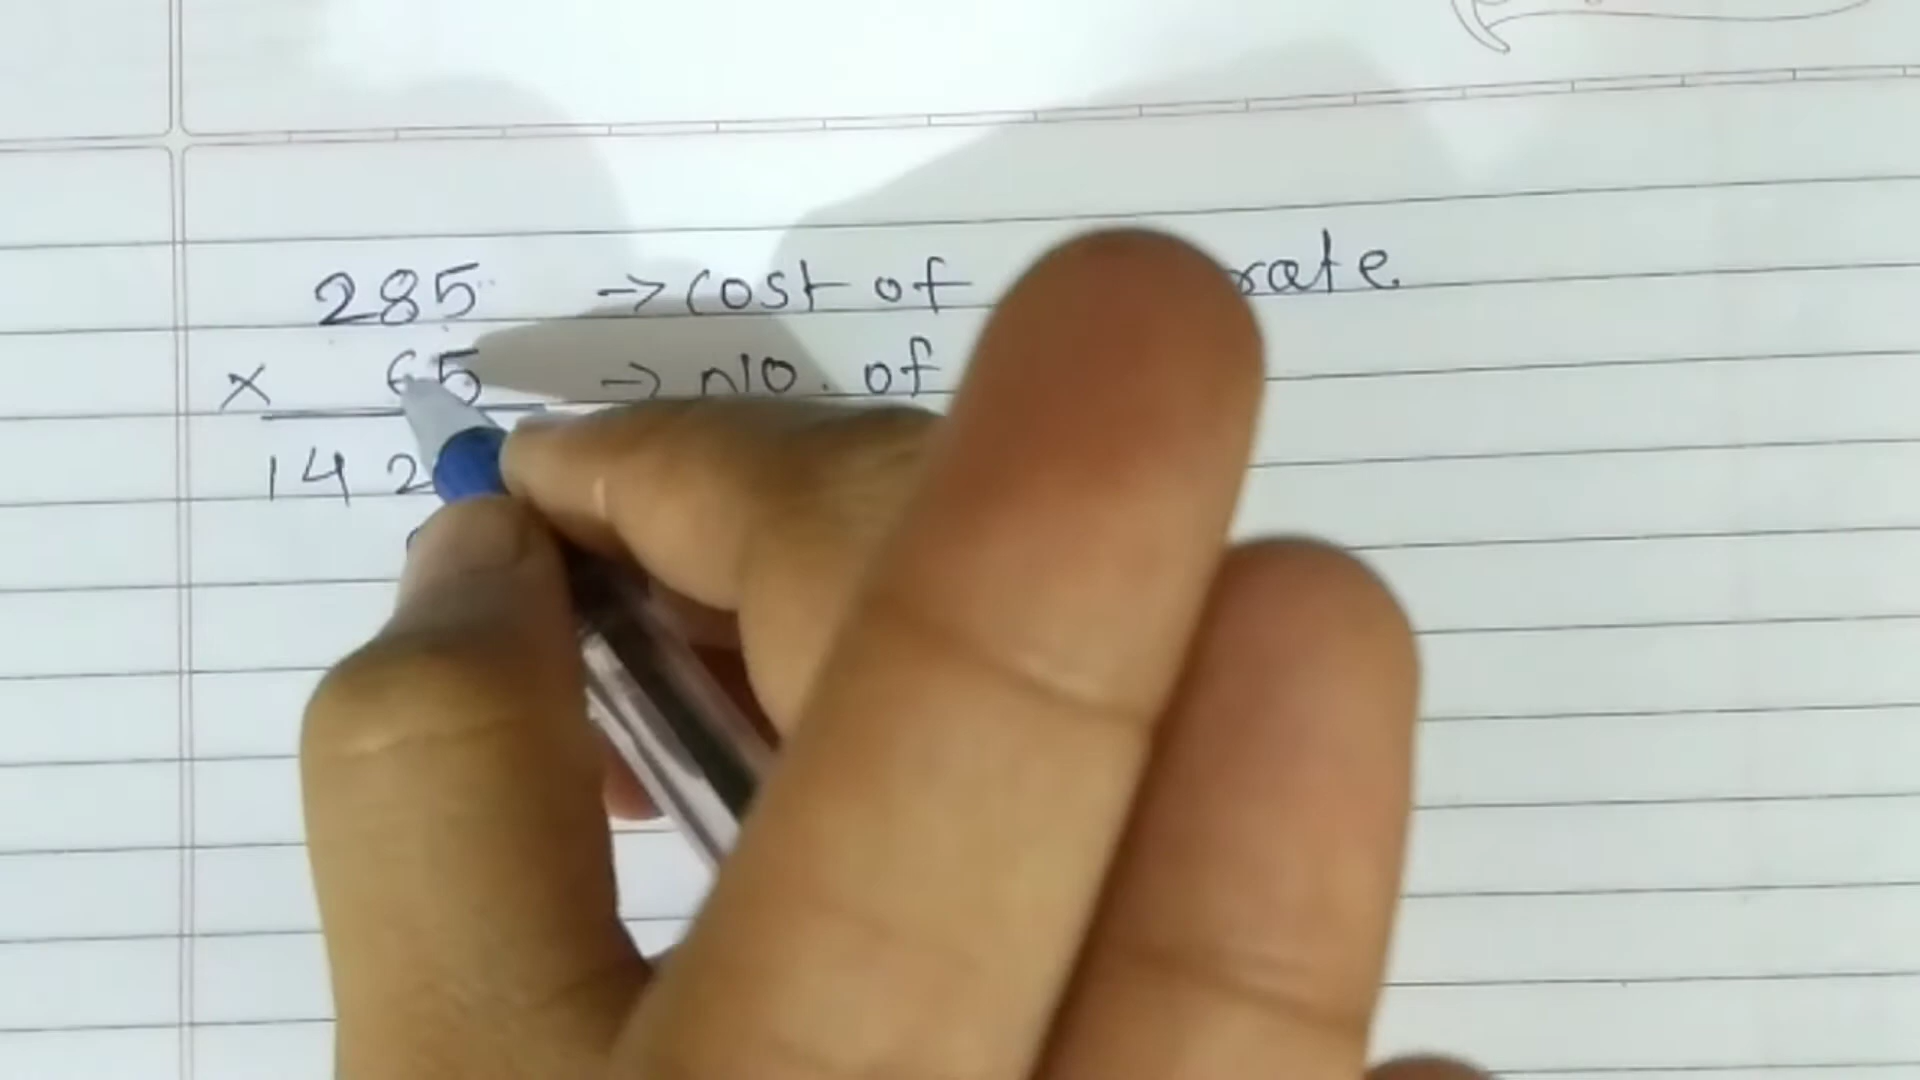 285 → cost of rate
× 65 → no. of
142